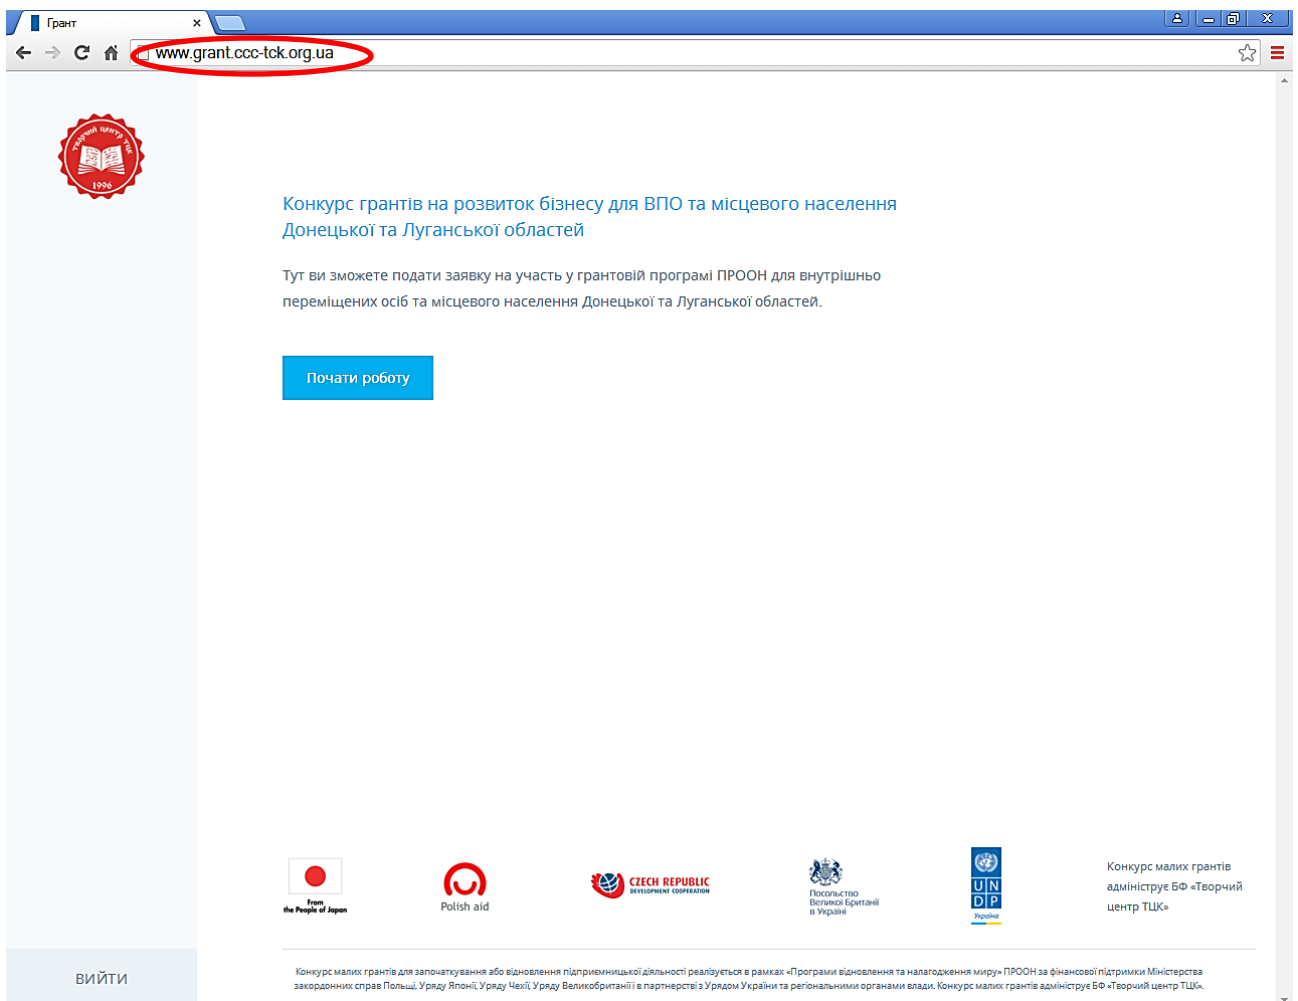 Грант
www.grant.ccc-tck.org.ua
ТВОРЧИЙ ЦЕНТР ТЦК
1996
Конкурс грантів на розвиток бізнесу для ВПО та місцевого населення
Донецької та Луганської областей
Тут ви зможете подати заявку на участь у грантовій програмі ПРООН для внутрішньо
переміщених осіб та місцевого населення Донецької та Луганської областей.
Почати роботу
From
the People of Japan
Polish aid
CZECH REPUBLIC
DEVELOPMENT COOPERATION
Посольство
Великої Британії
в Україні
U N
D P
Україна
Конкурс малих грантів
адмініструє БФ «Творчий
центр ТЦК»
ВИЙТИ
Конкурс малих грантів для започаткування або відновлення підприємницької діяльності реалізується в рамках «Програми відновлення та налагодження миру» ПРООН за фінансової підтримки Міністерства
закордонних справ Польщі, Уряду Японії, Уряду Чехії, Уряду Великобританії і в партнерстві з Урядом України та регіональними органами влади. Конкурс малих грантів адмініструє БФ «Творчий центр ТЦК».